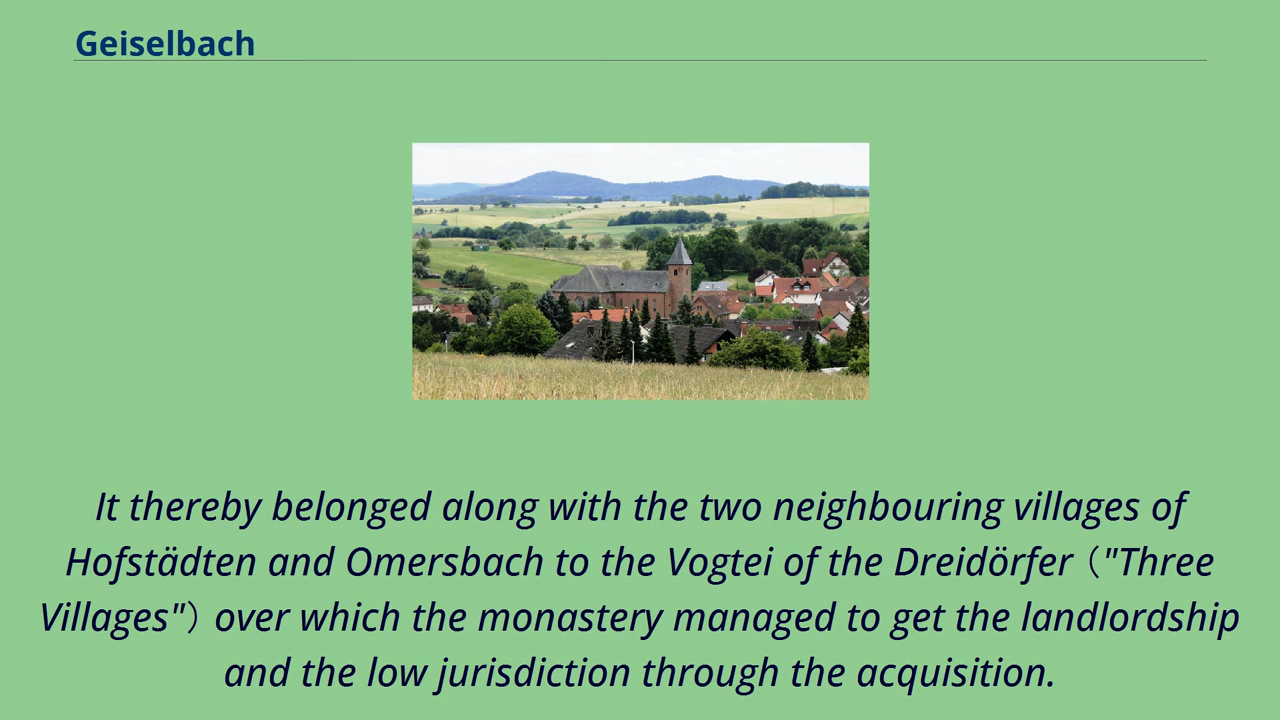 Geiselbach
It thereby belonged along with the two neighbouring villages of
Hofstädten and Omersbach to the Vogtei of the Dreidörfer ("Three
Villages") over which the monastery managed to get the landlordship
and the low jurisdiction through the acquisition.